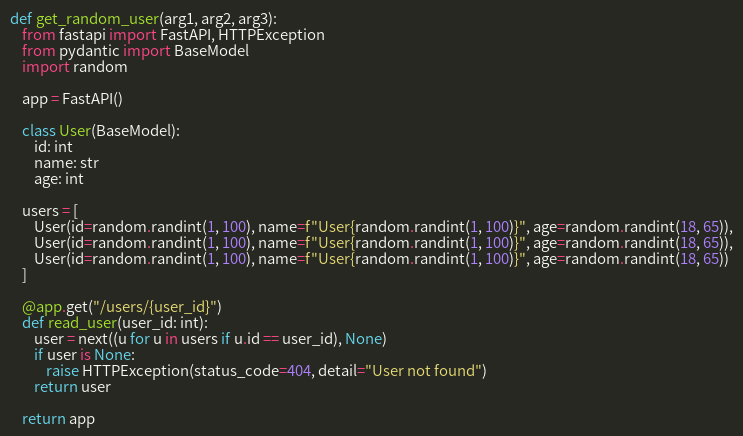 def get_random_user(arg1, arg2, arg3):
    from fastapi import FastAPI, HTTPException
    from pydantic import BaseModel
    import random

    app = FastAPI()

    class User(BaseModel):
        id: int
        name: str
        age: int

    users = [
        User(id=random.randint(1, 100), name=f"User{random.randint(1, 100)}", age=random.randint(18, 65)),
        User(id=random.randint(1, 100), name=f"User{random.randint(1, 100)}", age=random.randint(18, 65)),
        User(id=random.randint(1, 100), name=f"User{random.randint(1, 100)}", age=random.randint(18, 65))
    ]

    @app.get("/users/{user_id}")
    def read_user(user_id: int):
        user = next((u for u in users if u.id == user_id), None)
        if user is None:
            raise HTTPException(status_code=404, detail="User not found")
        return user

    return app